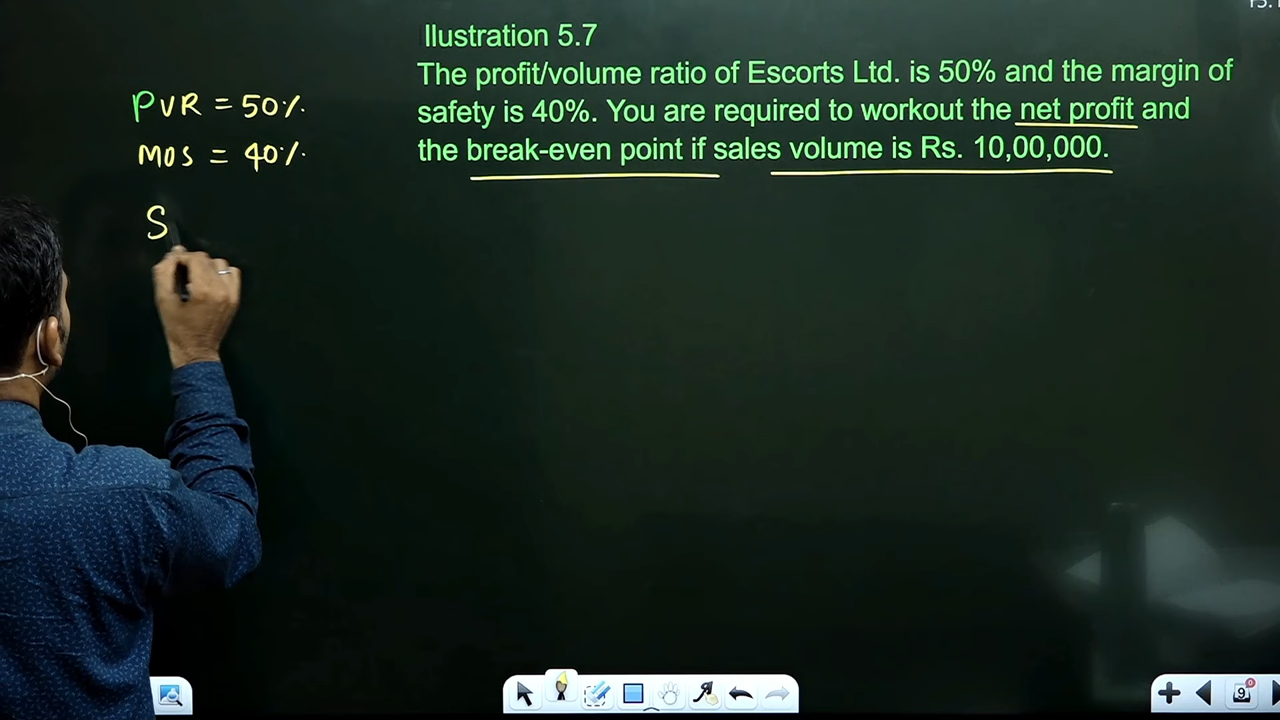 Ilustration 5.7
The profit/volume ratio of Escorts Ltd. is 50% and the margin of
safety is 40%. You are required to workout the net profit and
the break-even point if sales volume is Rs. 10,00,000.
PVR = 50%
MOS = 40%
S
9